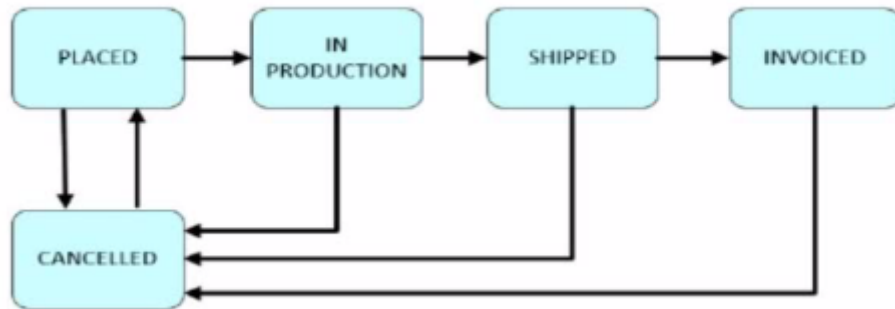 PLACED
IN
PRODUCTION
SHIPPED
INVOICED
CANCELLED